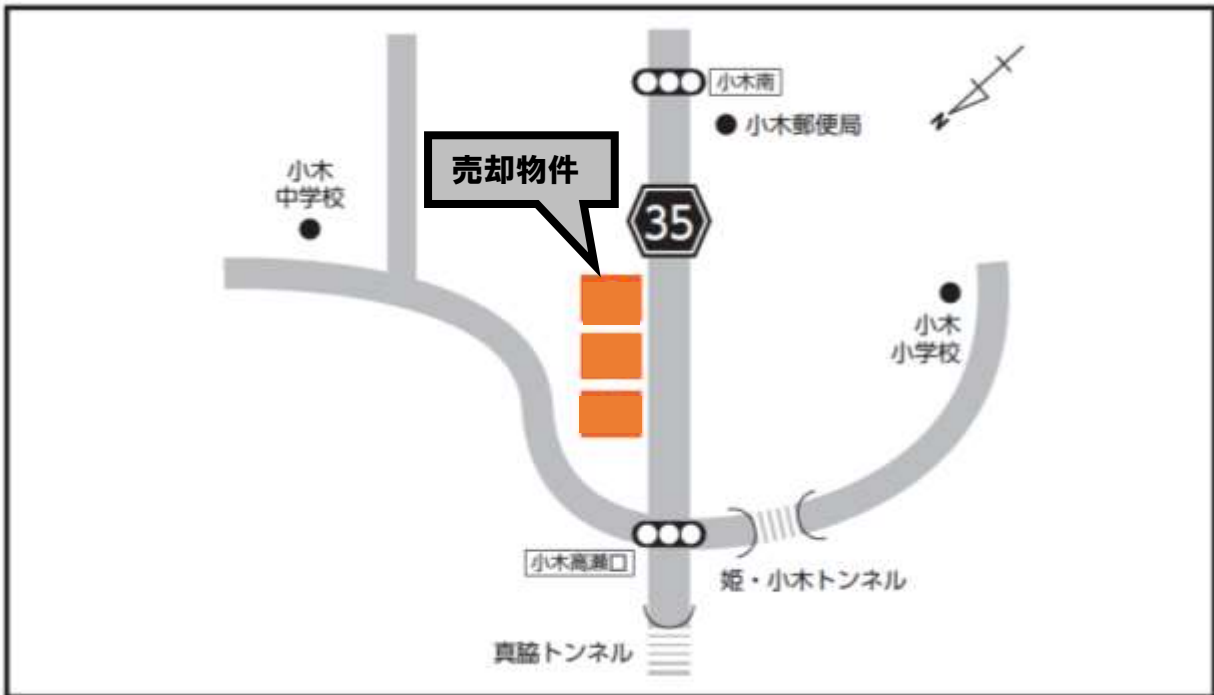 小木南
小木郵便局
N
売却物件
小木
中学校
35
小木
小学校
小木高瀬口
姫・小木トンネル
真脇トンネル